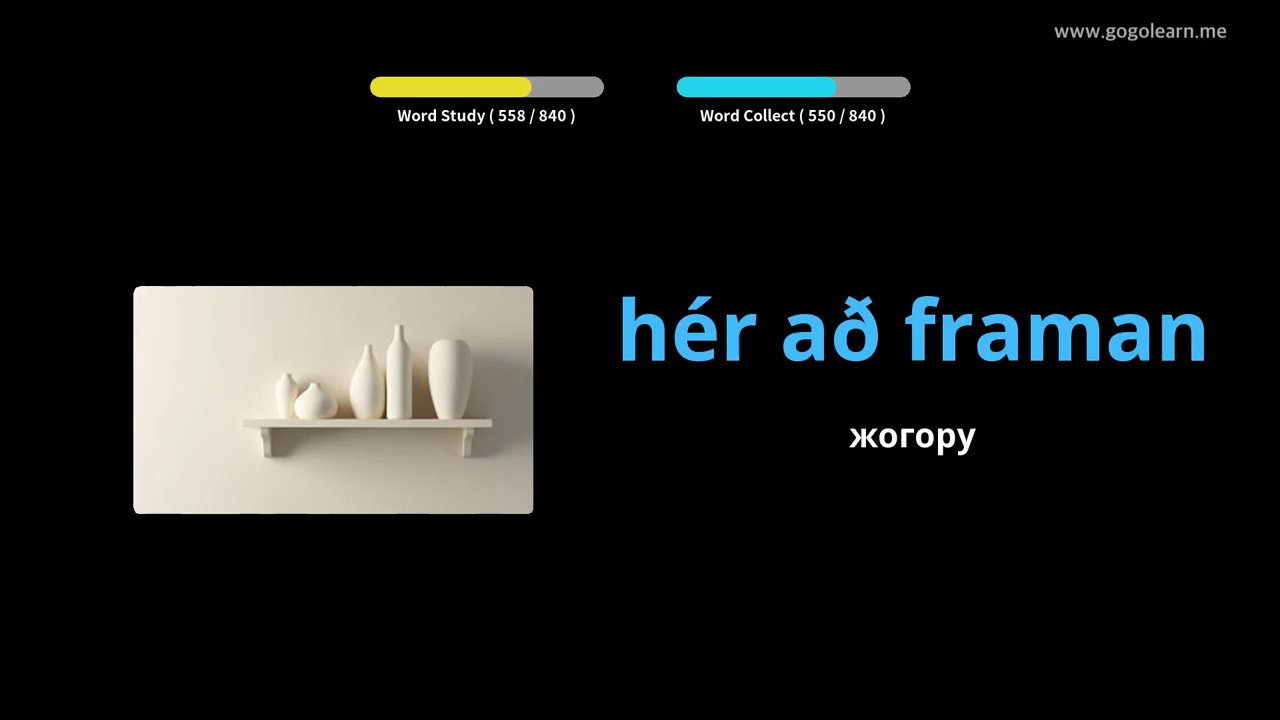 www.gogolearn.me
Word Study ( 558 / 840 )
Word Collect ( 550 / 840 )
hér að framan
жогору